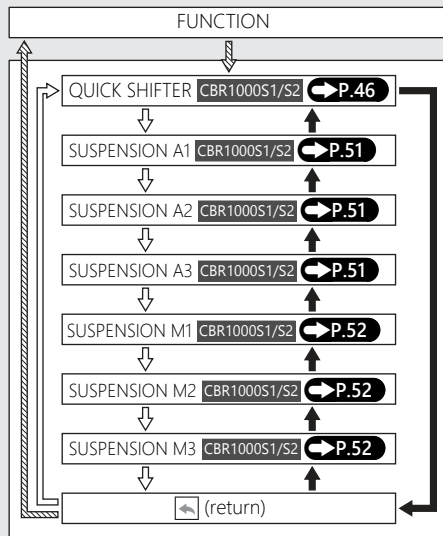 FUNCTION
QUICK SHIFTER CBR1000S1/S2 P.46
SUSPENSION A1 CBR1000S1/S2 P.51
SUSPENSION A2 CBR1000S1/S2 P.51
SUSPENSION A3 CBR1000S1/S2 P.51
SUSPENSION M1 CBR1000S1/S2 P.52
SUSPENSION M2 CBR1000S1/S2 P.52
SUSPENSION M3 CBR1000S1/S2 P.52
(return)